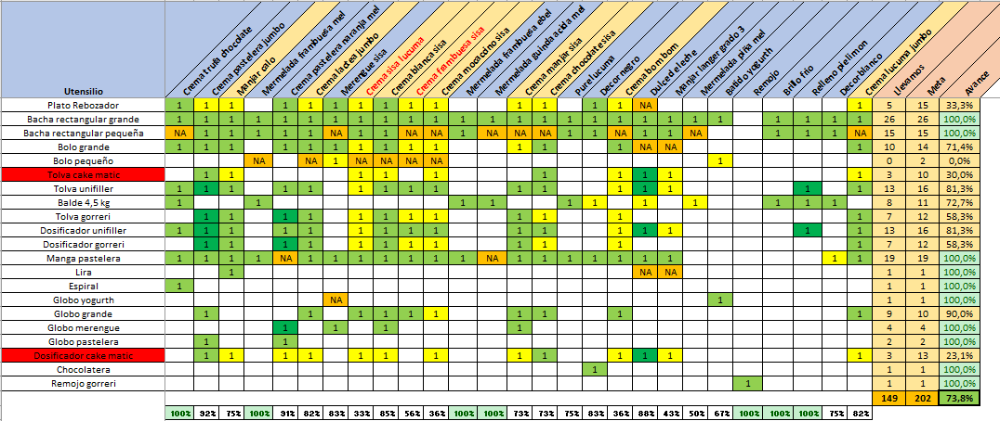 Utensilio Crema trufa chocolate Crema pastelera jumbo Manjar calo Mermelada frambuesa mel Crema pastelera naranja mel Crema lactea jumbo Merengue sisa Crema sisa lucuma Crema blanca sisa Crema frambuesa sisa Crema mocaccino sisa Mermelada frambuesa ebel Mermelada guinda acida mel Crema manjar sisa Crema chocolate sisa Pure lucuma Decor negro Crema bom bom Dulce de leche Manjar langer grado 3 Mermelada piña mel Batido yogurth Remojo Brillo frio Relleno pielimon Decorblanco Crema lucuma jumbo Llevamos Meta Avance
Plato Rebozador 1 1 1 1 1 1 1 1 1 1 1 1 1 1 NA 1 5 15 33,3%
Bacha rectangular grande 1 1 1 1 1 1 1 1 1 1 1 1 1 1 1 1 1 1 1 1 1 1 1 1 1 1 26 26 100,0%
Bacha rectangular pequeña NA 1 1 1 1 1 NA 1 1 NA NA 1 NA NA NA 1 1 1 NA 1 NA 1 1 1 NA 15 15 100,0%
Bolo grande 1 1 1 1 1 1 1 1 1 1 1 1 1 NA NA 1 10 14 71,4%
Bolo pequeño NA NA 1 NA NA NA NA 1 0 2 0,0%
Tolva cake matic 1 1 1 1 1 1 1 1 1 1 3 10 30,0%
Tolva unifiller 1 1 1 1 1 1 1 1 1 1 1 1 1 1 1 1 13 16 81,3%
Balde 4,5 kg 1 1 1 1 1 1 1 1 1 1 1 8 11 72,7%
Tolva gorreri 1 1 1 1 1 1 1 1 1 1 1 1 7 12 58,3%
Dosificador unifiller 1 1 1 1 1 1 1 1 1 1 1 1 1 1 1 1 13 16 81,3%
Dosificador gorreri 1 1 1 1 1 1 1 1 1 1 1 1 7 12 58,3%
Manga pastelera 1 1 1 1 NA 1 1 1 1 1 1 1 NA 1 1 1 1 1 1 1 1 1 19 19 100,0%
Lira 1 NA NA 1 1 100,0%
Espiral 1 1 1 100,0%
Globo yogurth NA 1 1 1 100,0%
Globo grande 1 1 1 1 1 1 1 1 1 1 9 10 90,0%
Globo merengue 1 1 1 1 4 4 100,0%
Globo pastelera 1 1 2 2 100,0%
Dosificador cake matic 1 1 1 1 1 1 1 1 1 1 1 1 1 3 13 23,1%
Chocolatera 1 1 1 100,0%
Remojo gorreri 1 1 1 100,0%
149 202 73,8%
100% 92% 75% 100% 91% 82% 83% 33% 85% 56% 36% 100% 100% 73% 73% 83% 83% 36% 88% 43% 50% 67% 100% 100% 100% 75% 82%